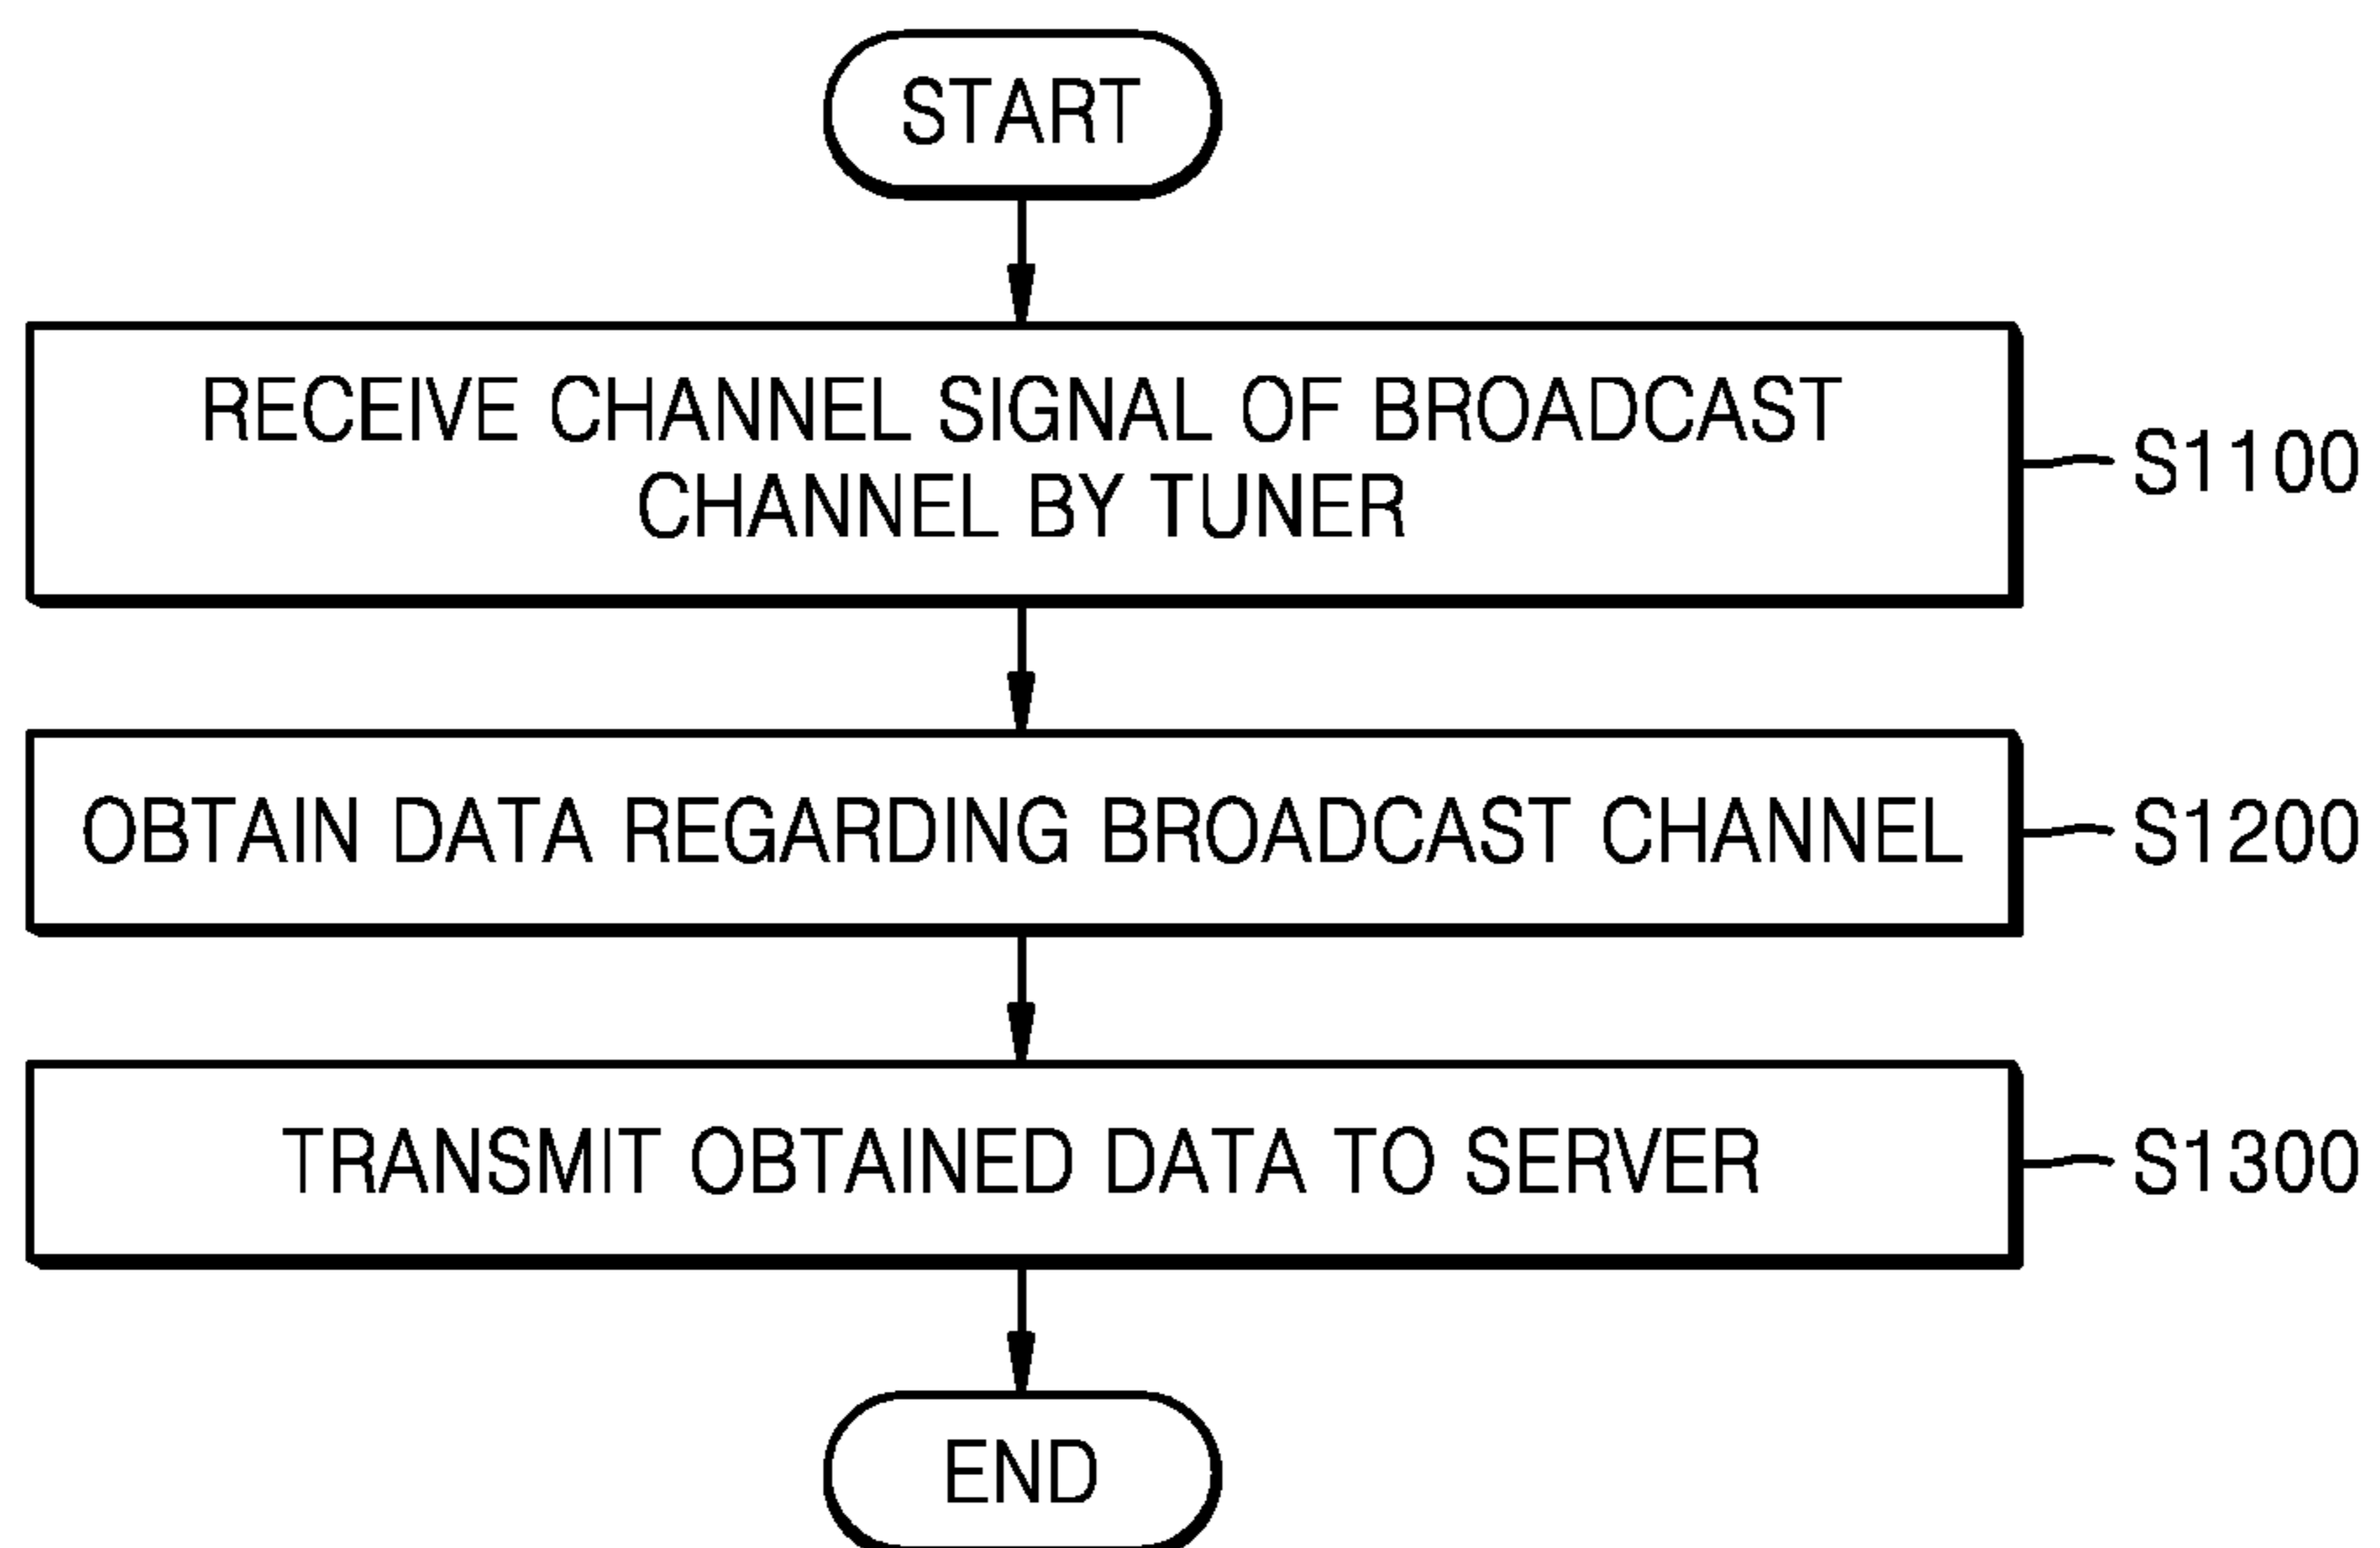 START
RECEIVE CHANNEL SIGNAL OF BROADCAST
CHANNEL BY TUNER
S1100
OBTAIN DATA REGARDING BROADCAST CHANNEL
S1200
TRANSMIT OBTAINED DATA TO SERVER
S1300
END